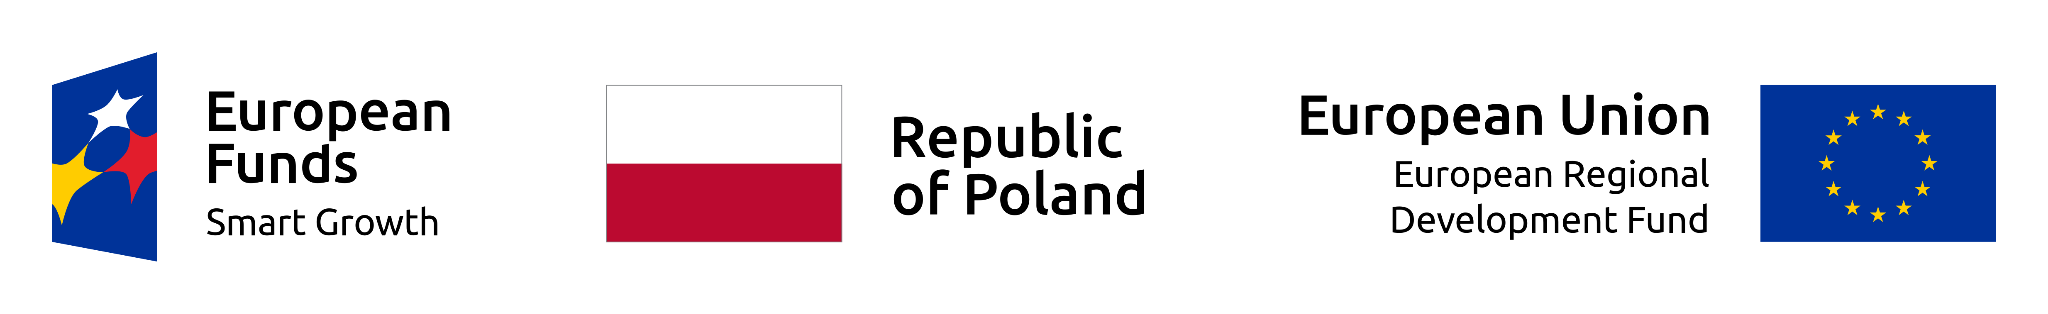 European
Funds
Smart Growth
Republic
of Poland
European Union
European Regional
Development Fund